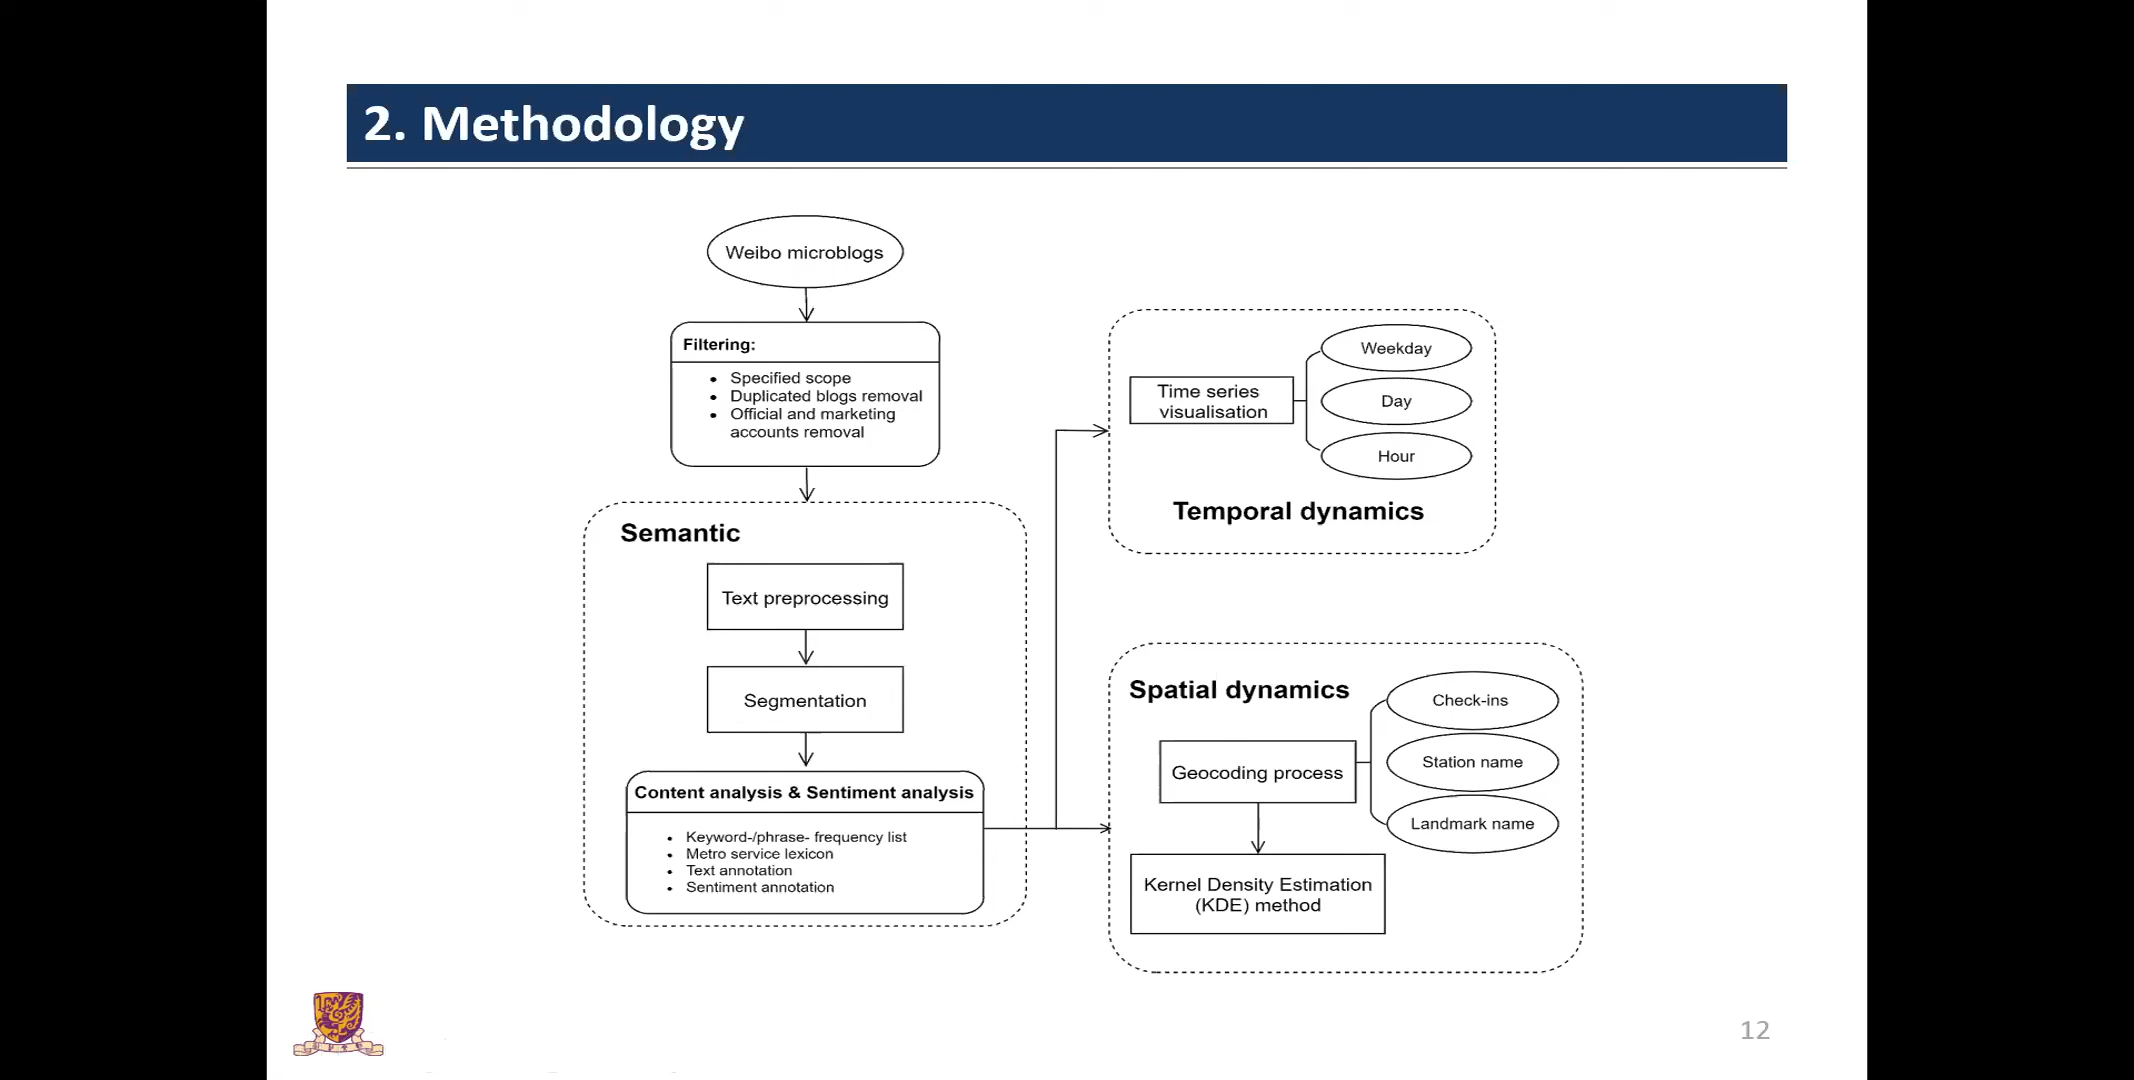 2. Methodology
Weibo microblogs
Filtering:
• Specified scope
• Duplicated blogs removal
• Official and marketing
accounts removal
Semantic
Text preprocessing
Segmentation
Content analysis & Sentiment analysis
• Keyword-/phrase- frequency list
• Metro service lexicon
• Text annotation
• Sentiment annotation
Time series
visualisation
Weekday
Day
Hour
Temporal dynamics
Spatial dynamics
Geocoding process
Check-ins
Station name
Landmark name
Kernel Density Estimation
(KDE) method
12